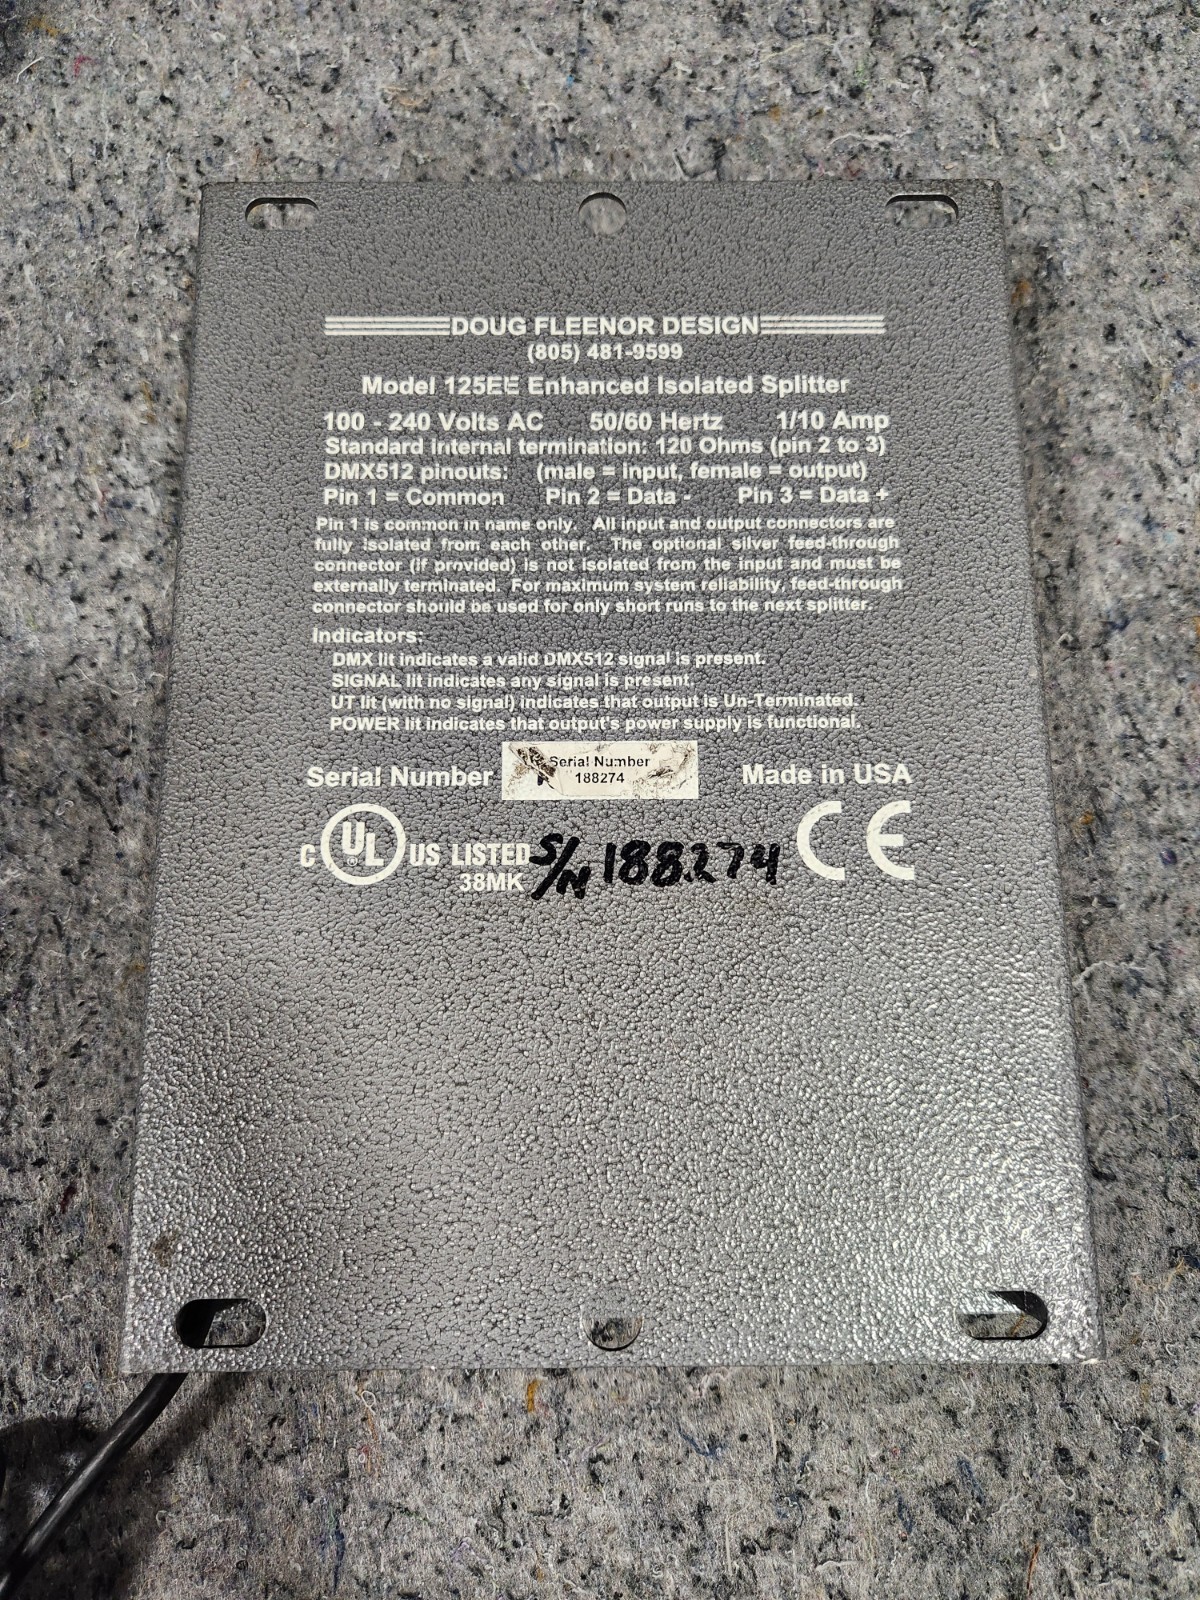 DOUG FLEENOR DESIGN
(805) 481-9599
Model 125EE Enhanced Isolated Splitter
100 - 240 Volts AC 50/60 Hertz 1/10 Amp
Standard Internal termination: 120 Ohms (pin 2 to 3)
DMX512 pinouts: (male = input, female = output)
Pin 1 = Common Pin 2 = Data - Pin 3 = Data +
Pin 1 is common in name only. All input and output connectors are
fully isolated from each other. The optional silver feed-through
connector (if provided) is not isolated from the input and must be
externally terminated. For maximum system reliability, feed-through
connector should be used for only short runs to the next splitter.
Indicators:
DMX lit indicates a valid DMX512 signal is present.
SIGNAL lit indicates any signal is present.
UT lit (with no signal) indicates that output is Un-Terminated.
POWER lit indicates that output's power supply is functional.
Serial Number Serial Number Made in USA
188274
C UL ® US LISTED S/N 188274 CE
38MK